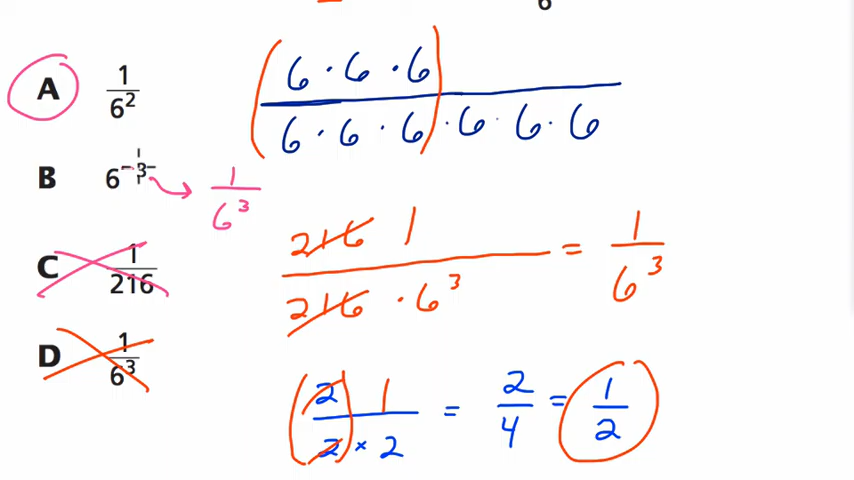 6
A 1/6²
6 · 6 · 6
6 · 6 · 6 · 6 · 6 · 6
B 6⁻³ → 1/6³
C 1/216
216 1
216 · 6³ = 1/6³
D 1/6³
2 1
2 × 2 = 2/4 = 1/2